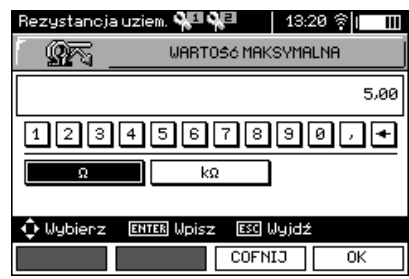 Rezystancja uziem. 1 E 13:20
WARTOŚĆ MAKSYMALNA
5,00
1 2 3 4 5 6 7 8 9 0 ,
Ω kΩ
Wybierz ENTER Wpisz ESC Wyjdź
COFNIJ OK